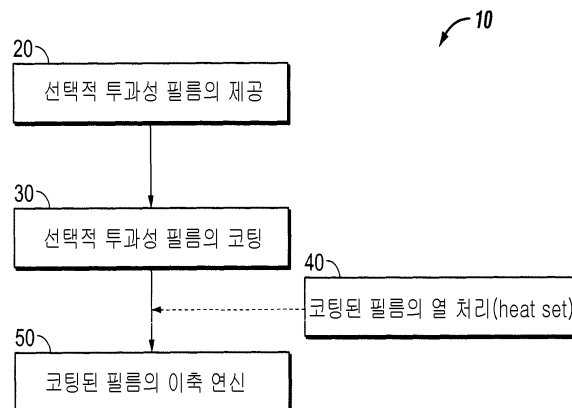 10
20
선택적 투과성 필름의 제공
30
선택적 투과성 필름의 코팅
40
코팅된 필름의 열 처리(heat set)
50
코팅된 필름의 이축 연신